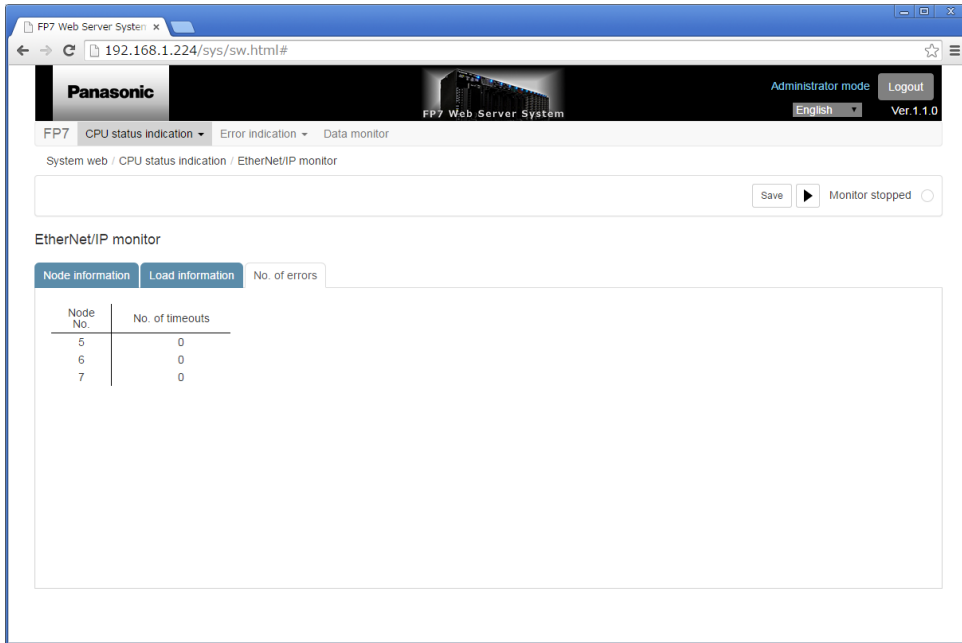 FP7 Web Server System
192.168.1.224/sys/sw.html#
Panasonic
FP7 Web Server System
Administrator mode
Logout
English
Ver.1.1.0
FP7 CPU status indication Error indication Data monitor
System web / CPU status indication / EtherNet/IP monitor
Save
Monitor stopped
EtherNet/IP monitor
Node information Load information No. of errors
Node No. No. of timeouts
5 0
6 0
7 0